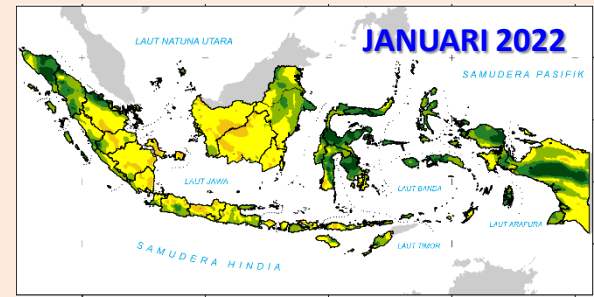 LAUT NATUNA UTARA
JANUARI 2022
SAMUDERA PASIFIK
LAUT JAWA
LAUT BANDA
LAUT ARAFURA
LAUT TIMOR
SAMUDERA HINDIA